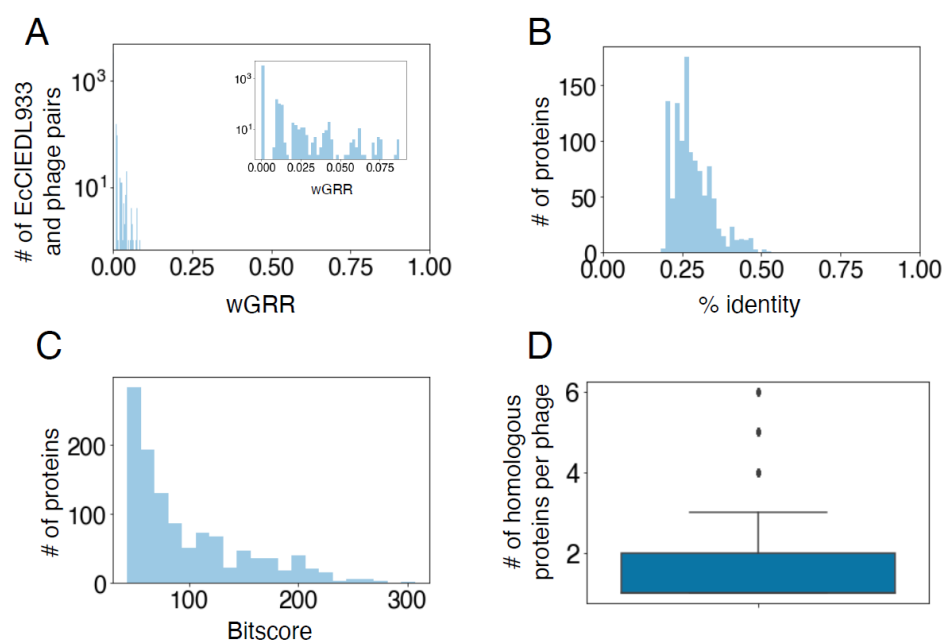 A
# of EcCIEDL933
and phage pairs
10³
10¹
0.00 0.25 0.50 0.75 1.00
wGRR
10³
10¹
0.000 0.025 0.050 0.075
wGRR
B
# of proteins
150
100
50
0
0.00 0.25 0.50 0.75 1.00
% identity
C
# of proteins
200
100
0
100 200 300
Bitscore
D
# of homologous
proteins per phage
6
4
2